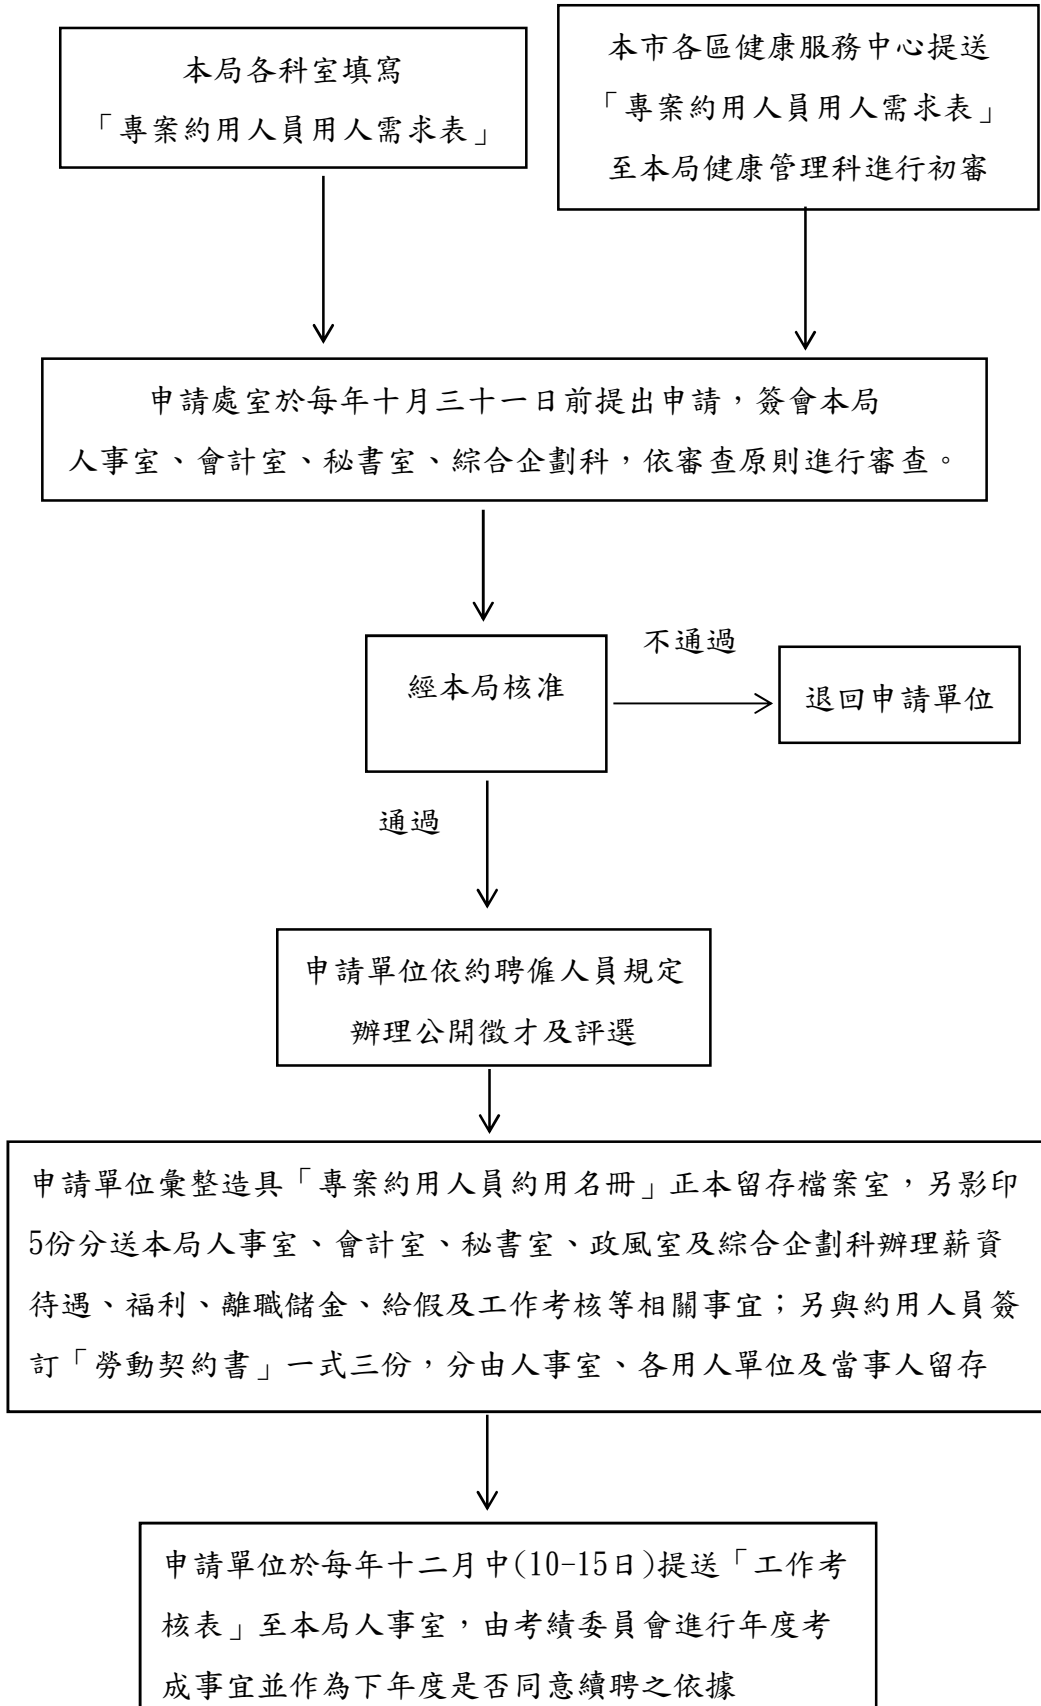 本局各科室填寫
「專案約用人員用人需求表」
本市各區健康服務中心提送
「專案約用人員用人需求表」
至本局健康管理科進行初審
申請處室於每年十月三十一日前提出申請，簽會本局
人事室、會計室、秘書室、綜合企劃科，依審查原則進行審查。
經本局核准
不通過
退回申請單位
通過
申請單位依約聘僱人員規定
辦理公開徵才及評選
申請單位彙整造具「專案約用人員約用名冊」正本留存檔案室，另影印
5份分送本局人事室、會計室、秘書室、政風室及綜合企劃科辦理薪資
待遇、福利、離職儲金、給假及工作考核等相關事宜；另與約用人員簽
訂「勞動契約書」一式三份，分由人事室、各用人單位及當事人留存
申請單位於每年十二月中(10-15日)提送「工作考
核表」至本局人事室，由考績委員會進行年度考
成事宜並作為下年度是否同意續聘之依據